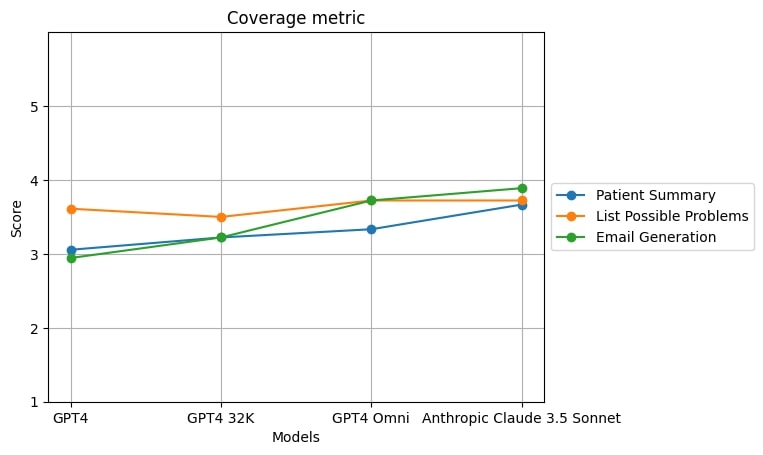 Coverage metric
5
4
3
2
1
Score
GPT4
GPT4 32K
GPT4 Omni
Anthropic Claude 3.5 Sonnet
Models
Patient Summary
List Possible Problems
Email Generation